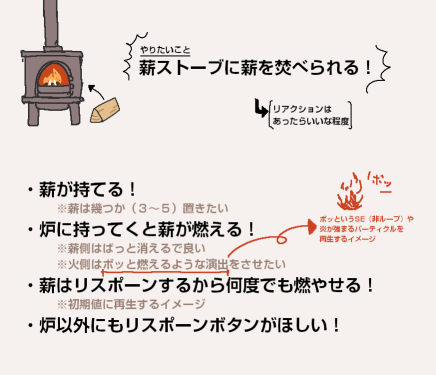 やりたいこと
薪ストーブに薪を焚べられる！
リアクションは
あったらいいな程度
・薪が持てる！
※薪は幾つか（３～５）置きたい
・炉に持ってくと薪が燃える！
※薪側はぱっと消えるで良い
※火側はボッと燃えるような演出をさせたい
ボッ
ボッというSE（非ループ）や
炎が強まるパーティクルを
再生するイメージ
・薪はリスポーンするから何度でも燃やせる！
※初期値に再生するイメージ
・炉以外にもリスポーンボタンがほしい！